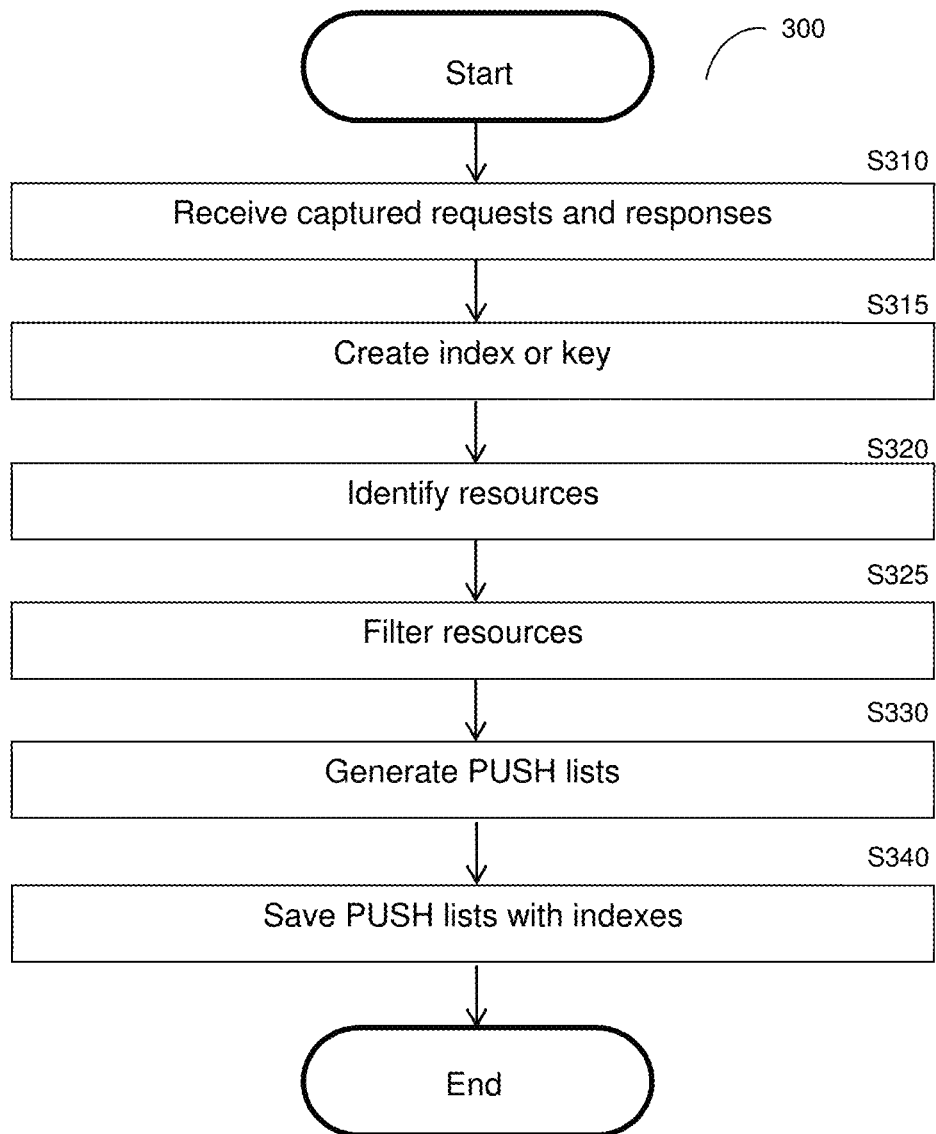 Start
300
S310
Receive captured requests and responses
S315
Create index or key
S320
Identify resources
S325
Filter resources
S330
Generate PUSH lists
S340
Save PUSH lists with indexes
End